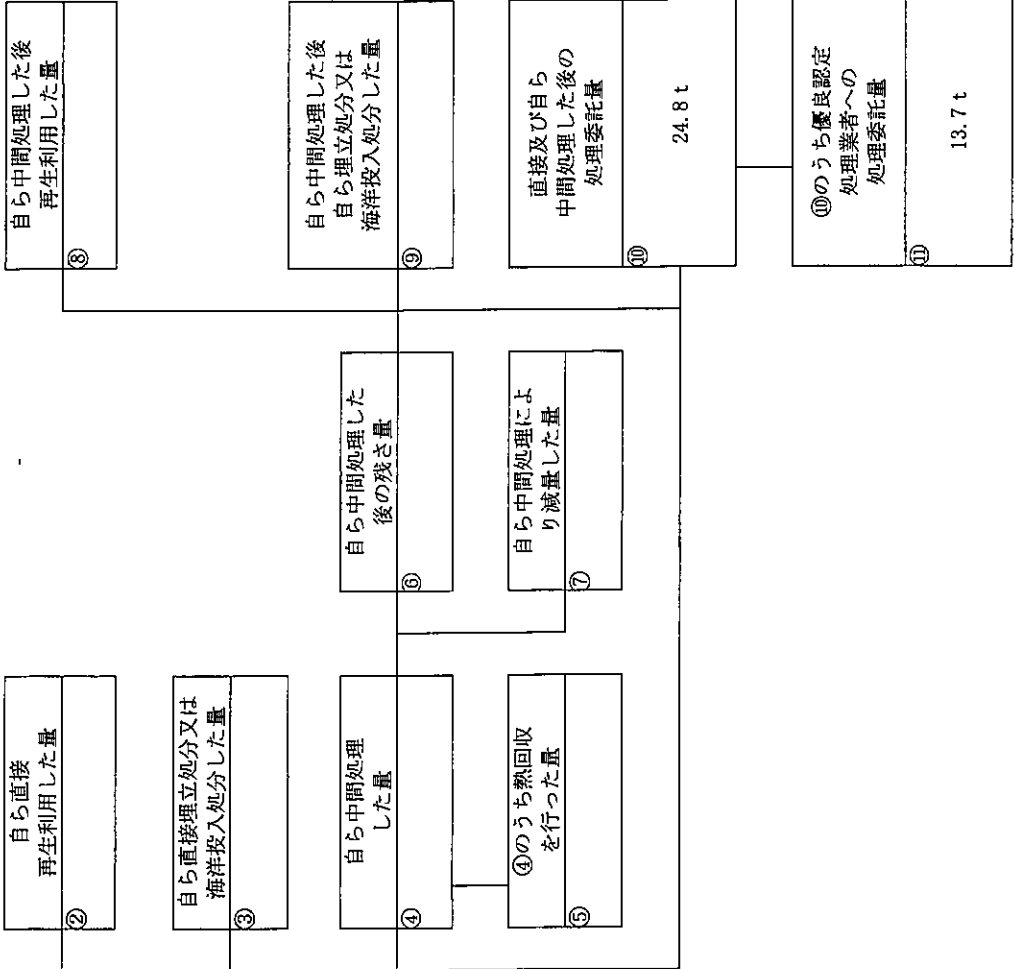 自ら直接
再生利用した量
②
自ら直接埋立処分又は
海洋投入処分した量
③
自ら中間処理
した量
④
④のうち熱回収
を行った量
⑤
自ら中間処理した
後の残さ量
⑥
自ら中間処理によ
り減量した量
⑦
自ら中間処理した後
再生利用した量
⑧
自ら中間処理した後
自ら埋立処分又は
海洋投入処分した量
⑨
直接及び自ら
中間処理した後の
処理委託量
⑩
24.8 t
⑩のうち優良認定
処理業者への
処理委託量
⑪
13.7 t